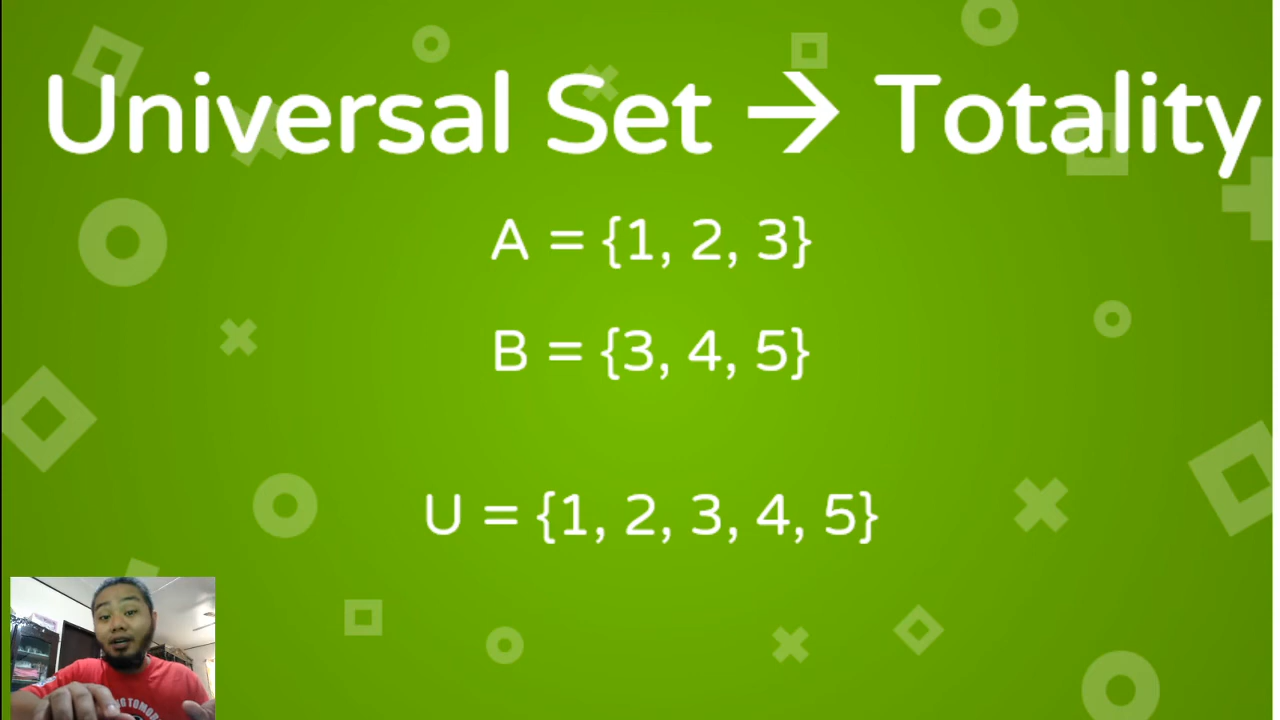 Universal Set → Totality
A = {1, 2, 3}
B = {3, 4, 5}
U = {1, 2, 3, 4, 5}